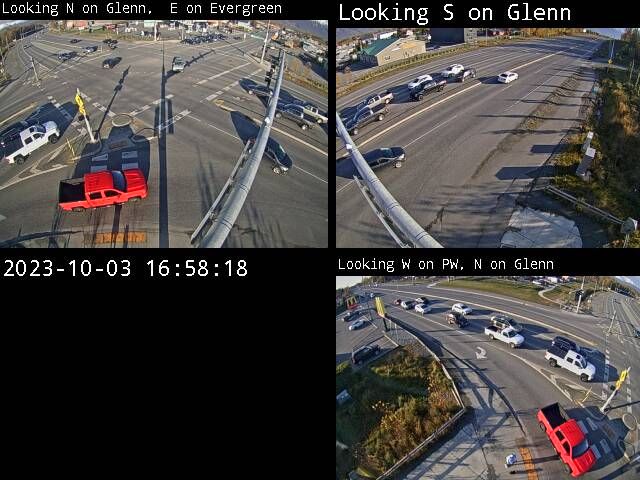 Looking N on Glenn,  E on Evergreen
Looking S on Glenn
2023-10-03 16:58:18
Looking W on PW, N on Glenn